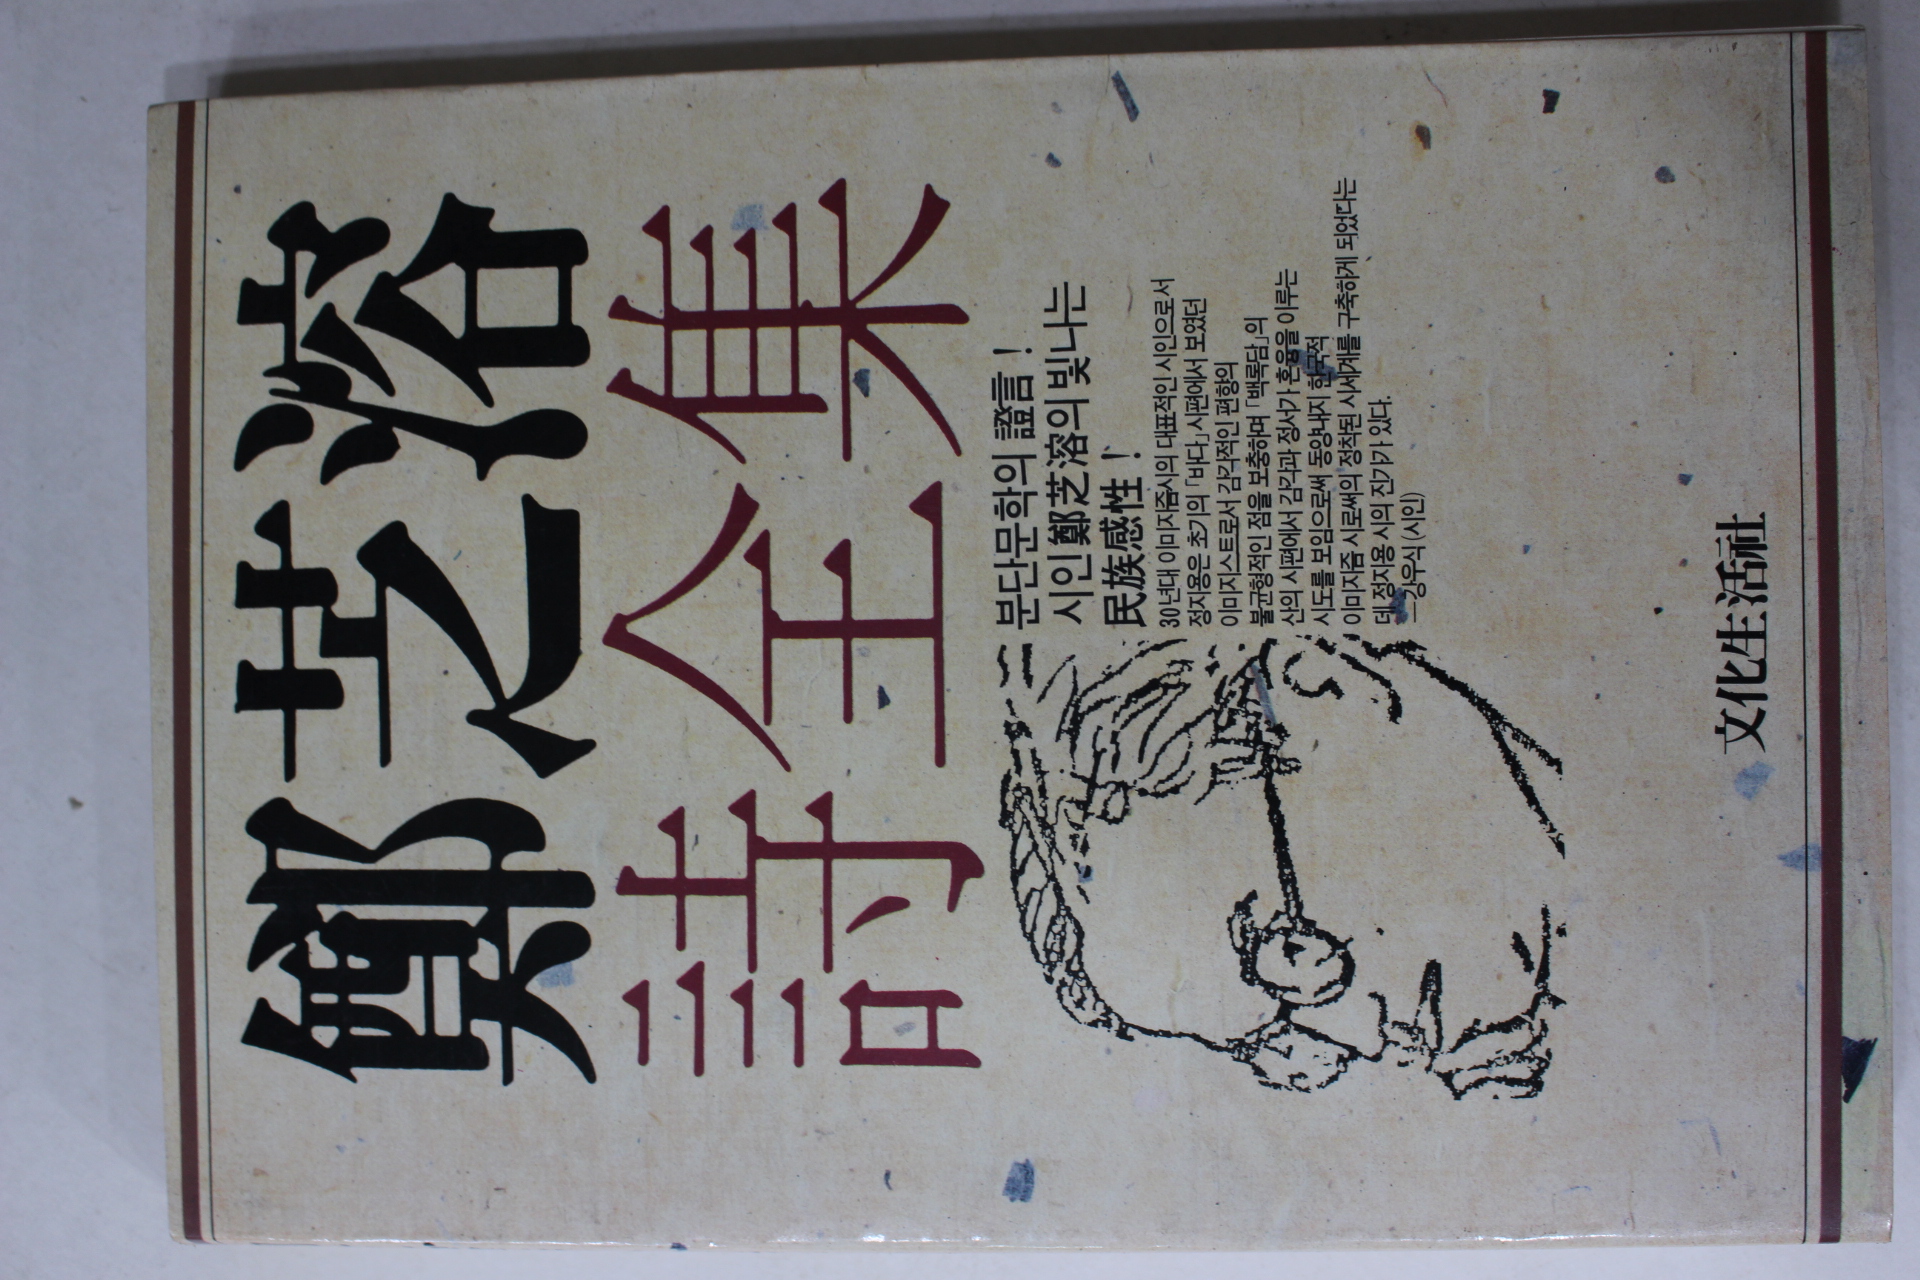 鄭芝溶
詩全集
분단문학의 證言!
시인 鄭芝溶의 빛나는
民族感性!
30년대 이미지즘시의 대표적인 시인으로서
정지용은 초기의 「바다」시편에서 보였던
이미지스트로서 감각적인 편향의
불균형적인 점을 보충하며 「백록담」의
산의 시편에서 감각과 정서가 혼용을 이루는
시도를 보임으로써 동양내지 한국적
이미지즘 시로써의 정착된 시세계를 구축하게 되었다는
데 정지용 시의 진가가 있다.
—강우식(시인)
文化生活社